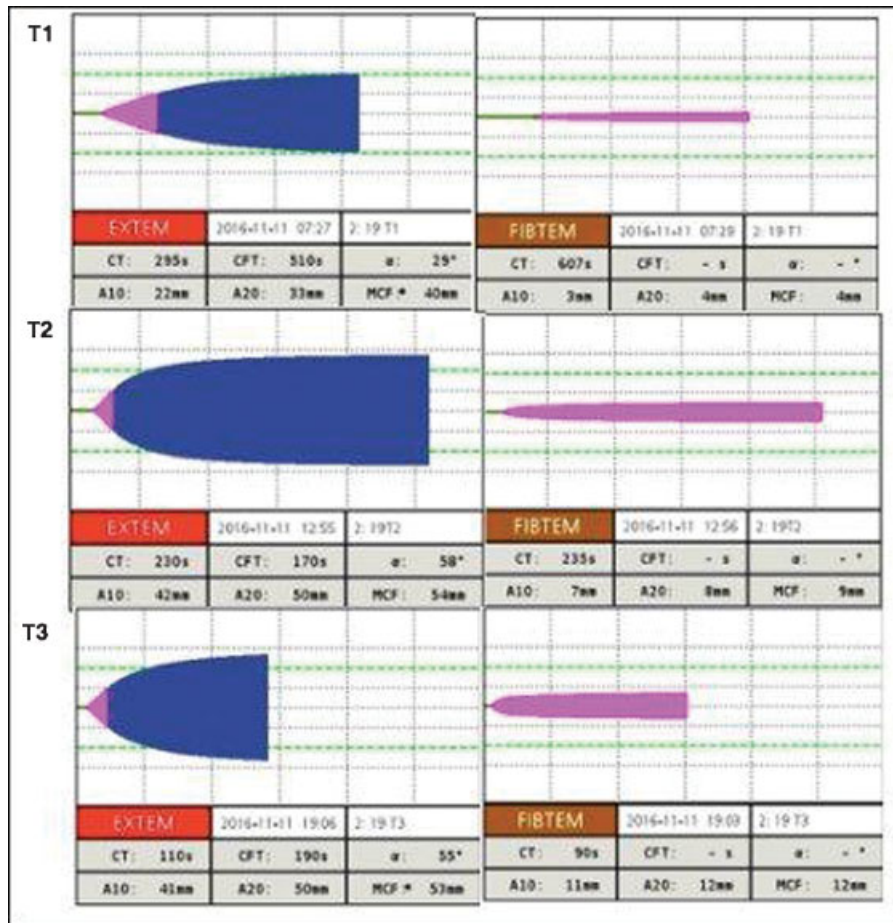 T1
EXTEM 2016-11-11 07:27 2: 19 T1
CT: 295s CFT: 510s α: 29°
A10: 22mm A20: 33mm MCF:* 40mm
FIBTEM 2016-11-11 07:29 2: 19 T1
CT: 607s CFT: - s α: - °
A10: 3mm A20: 4mm MCF: 4mm
T2
EXTEM 2016-11-11 12:55 2: 19T2
CT: 230s CFT: 170s α: 58°
A10: 42mm A20: 50mm MCF: 54mm
FIBTEM 2016-11-11 12:56 2: 19T2
CT: 235s CFT: - s α: - °
A10: 7mm A20: 8mm MCF: 9mm
T3
EXTEM 2016-11-11 19:06 2: 19 T3
CT: 110s CFT: 190s α: 55°
A10: 41mm A20: 50mm MCF:* 53mm
FIBTEM 2016-11-11 2: 19 T3
CT: 90s CFT: - s α: - °
A10: 11mm A20: 12mm MCF: 12mm